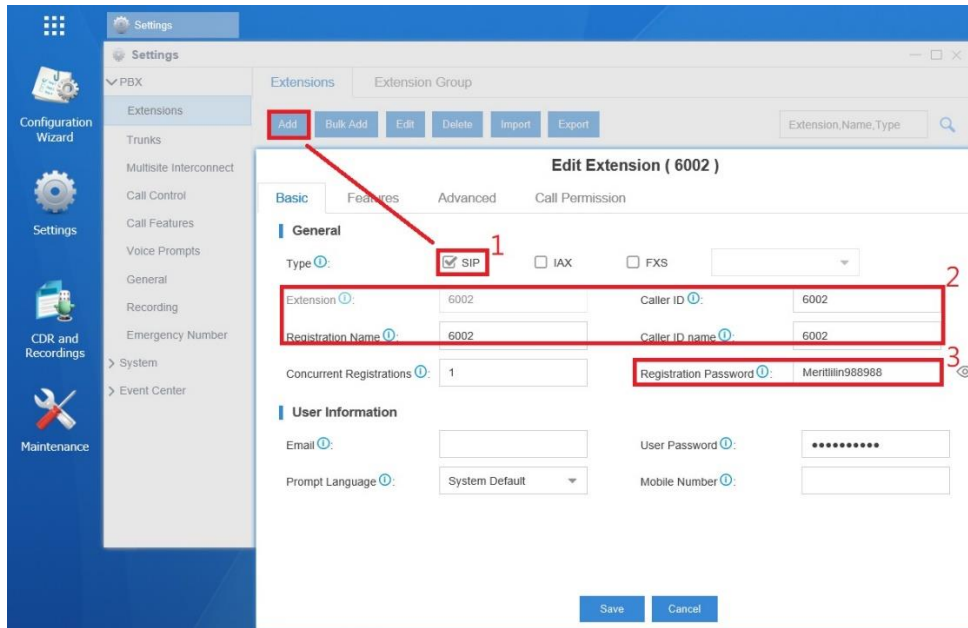 Settings
Settings
PBX
Extensions
Trunks
Multisite Interconnect
Call Control
Call Features
Voice Prompts
General
Recording
Emergency Number
System
Event Center
Configuration
Wizard
Settings
CDR and
Recordings
Maintenance
Extensions Extension Group
Add Bulk Add Edit Delete Import Export Extension,Name,Type
Edit Extension ( 6002 )
Basic Features Advanced Call Permission
General
1
Type : SIP IAX FXS
2
Extension : 6002 Caller ID : 6002
Registration Name : 6002 Caller ID name : 6002
3
Concurrent Registrations : 1 Registration Password : Meritlilin988988
User Information
Email : User Password : ••••••••••
Prompt Language : System Default Mobile Number :
Save Cancel